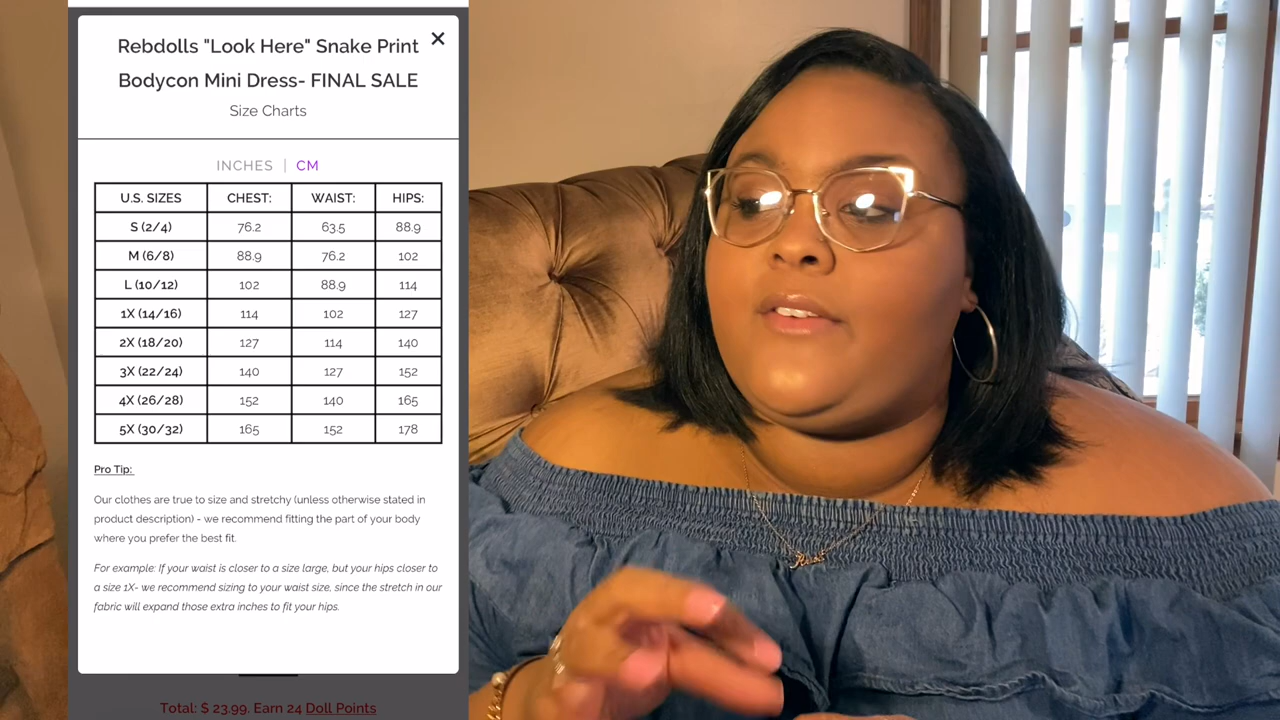 Rebdolls "Look Here" Snake Print
Bodycon Mini Dress- FINAL SALE
Size Charts
INCHES | CM
U.S. SIZES CHEST: WAIST: HIPS:
S (2/4) 76.2 63.5 88.9
M (6/8) 88.9 76.2 102
L (10/12) 102 88.9 114
1X (14/16) 114 102 127
2X (18/20) 127 114 140
3X (22/24) 140 127 152
4X (26/28) 152 140 165
5X (30/32) 165 152 178
Pro Tip:
Our clothes are true to size and stretchy (unless otherwise stated in
product description) - we recommend fitting the part of your body
where you prefer the best fit.
For example: If your waist is closer to a size large, but your hips closer to
a size 1X- we recommend sizing to your waist size, since the stretch in our
fabric will expand those extra inches to fit your hips.
Total: $ 23.99. Earn 24 Doll Points